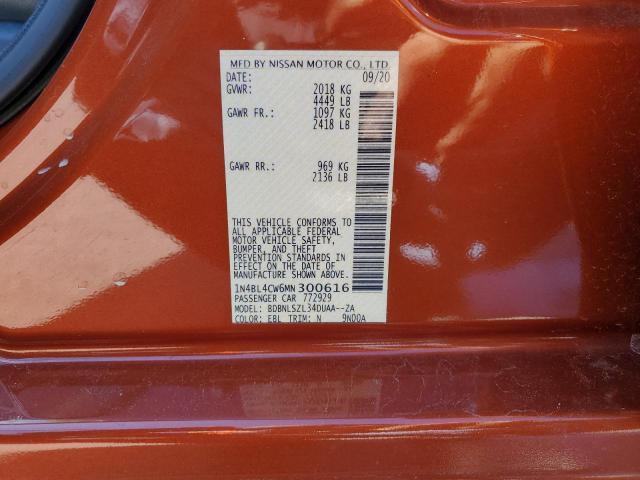 MFD BY NISSAN MOTOR CO., LTD.
DATE: 09/20
GVWR: 2018 KG
4449 LB
GAWR FR.: 1097 KG
2418 LB
GAWR RR.: 969 KG
2136 LB
THIS VEHICLE CONFORMS TO
ALL APPLICABLE FEDERAL
MOTOR VEHICLE SAFETY,
BUMPER, AND THEFT
PREVENTION STANDARDS IN
EFFECT ON THE DATE OF
MANUFACTURE SHOWN ABOVE.
1N4BL4CW6MN300616
PASSENGER CAR 772929
MODEL: BDBNLSZL34DUAA--ZA
COLOR: EBL TRIM: N 9N00A